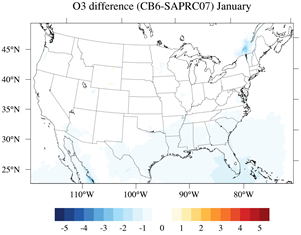 O3 difference (CB6-SAPRC07) January
45°N
40°N
35°N
30°N
25°N
110°W 100°W 90°W 80°W
-5 -4 -3 -2 -1 0 1 2 3 4 5